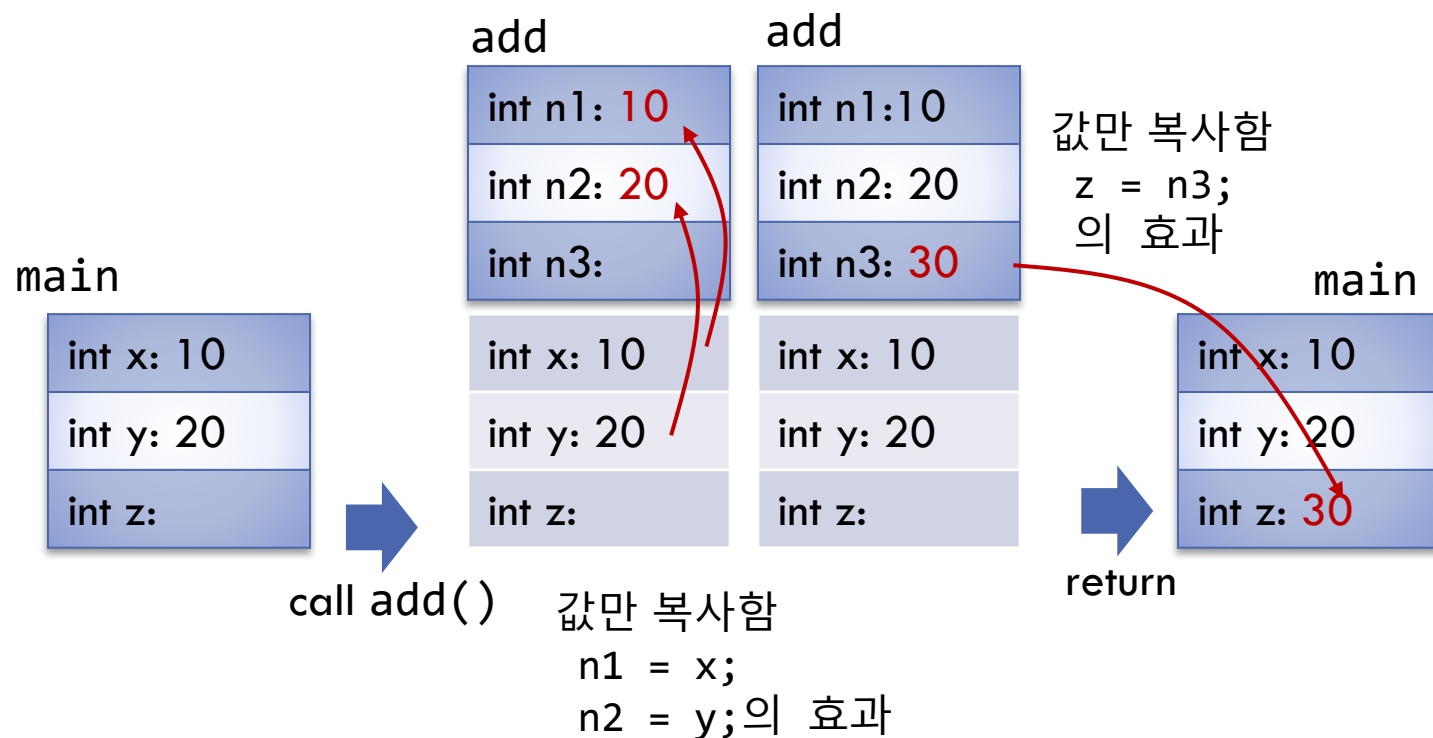 main
int x: 10
int y: 20
int z:
call add()
add
int n1: 10
int n2: 20
int n3:
int x: 10
int y: 20
int z:
값만 복사함
n1 = x;
n2 = y;의 효과
add
int n1:10
int n2: 20
int n3: 30
int x: 10
int y: 20
int z:
값만 복사함
z = n3;
의 효과
return
main
int x: 10
int y: 20
int z: 30